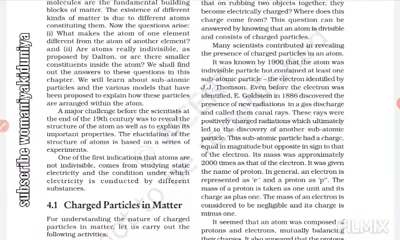 molecules are the fundamental building
blocks of matter. The existence of different
kinds of matter is due to different atoms
constituting them. Now the questions arise:
(i) What makes the atom of one element
different from the atom of another element?
and (ii) Are atoms really indivisible, as
proposed by Dalton, or are there smaller
constituents inside the atom? We shall find
out the answers to these questions in this
chapter. We will learn about sub-atomic
particles and the various models that have
been proposed to explain how these particles
are arranged within the atom.
A major challenge before the scientists at
the end of the 19th century was to reveal the
structure of the atom as well as to explain its
important properties. The elucidation of the
structure of atoms is based on a series of
experiments.
One of the first indications that atoms are
not indivisible, comes from studying static
electricity and the condition under which
electricity is conducted by different
substances.
4.1 Charged Particles in Matter
For understanding the nature of charged
particles in matter, let us carry out the
following activities:
that on rubbing two objects together, they
become electrically charged. Where does this
charge come from? This question can be
answered by knowing that an atom is divisible
and consists of charged particles.
Many scientists contributed in revealing
the presence of charged particles in an atom.
It was known by 1900 that the atom was
indivisible particle but contained at least one
sub-atomic particle – the electron identified by
J.J. Thomson. Even before the electron was
identified, E. Goldstein in 1886 discovered the
presence of new radiations in a gas discharge
and called them canal rays. These rays were
positively charged radiations which ultimately
led to the discovery of another sub-atomic
particle. This sub-atomic particle had a charge,
equal in magnitude but opposite in sign to that
of the electron. Its mass was approximately
2000 times as that of the electron. It was given
the name of proton. In general, an electron is
represented as 'e⁻' and a proton as 'p⁺'. The
mass of a proton is taken as one unit and its
charge as plus one. The mass of an electron is
considered to be negligible and its charge is
minus one.
It seemed that an atom was composed of
protons and electrons, mutually balancing
their charges. It also appeared that the protons
subscribe womaniya kidunniya
FILMIX